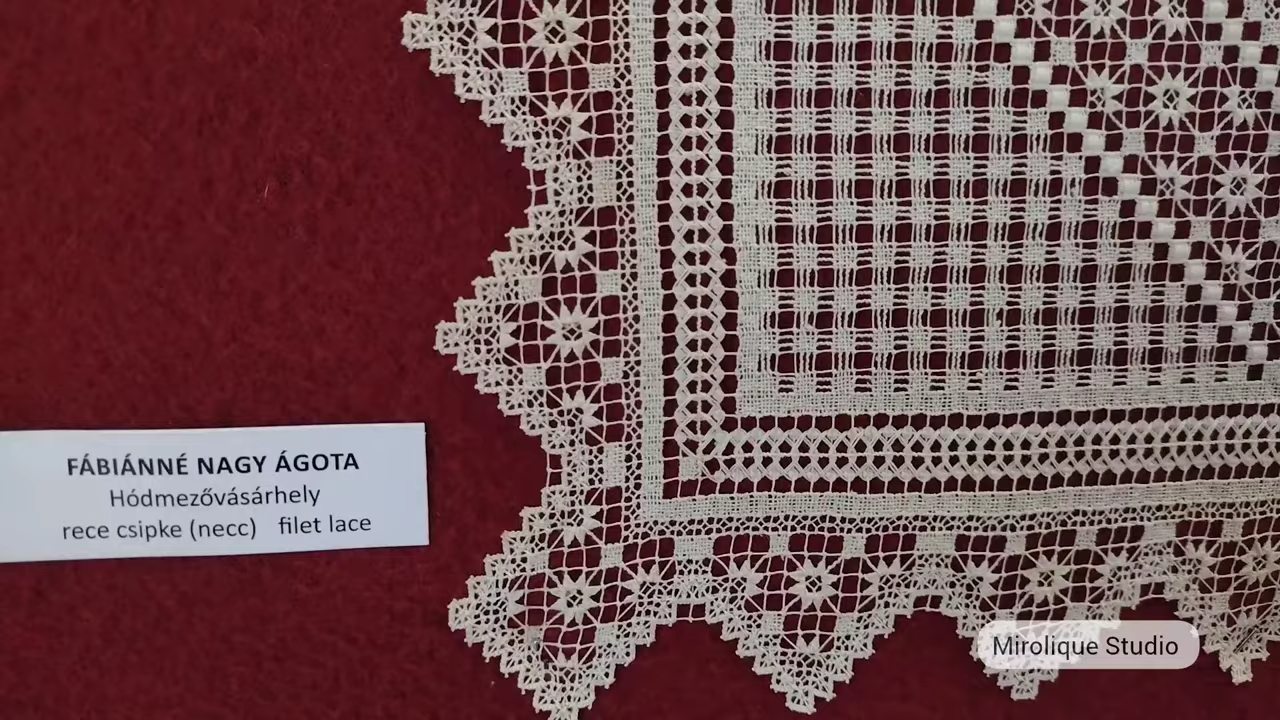 FÁBIÁNNÉ NAGY ÁGOTA
Hódmezővásárhely
rece csipke (necc) filet lace
Mirolique Studio